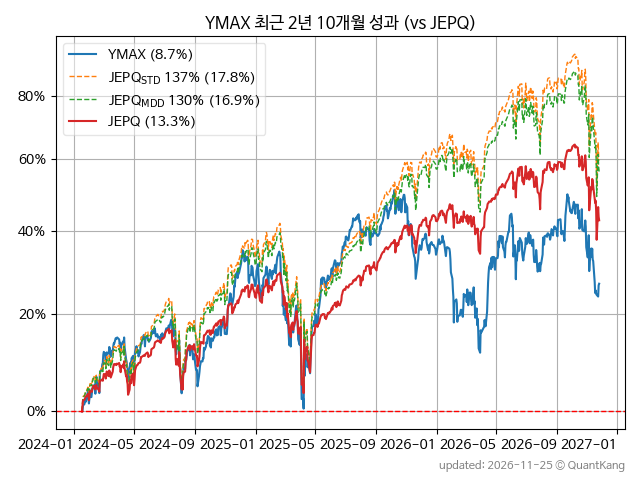 YMAX 최근 2년 10개월 성과 (vs JEPQ)
YMAX (8.7%)
JEPQSTD 137% (17.8%)
JEPQMDD 130% (16.9%)
JEPQ (13.3%)
80%
60%
50%
40%
20%
0%
2024-01 2024-05 2024-09 2025-01 2025-05 2025-09 2026-01 2026-05 2026-09 2027-01
updated: 2026-11-25 © QuantKang